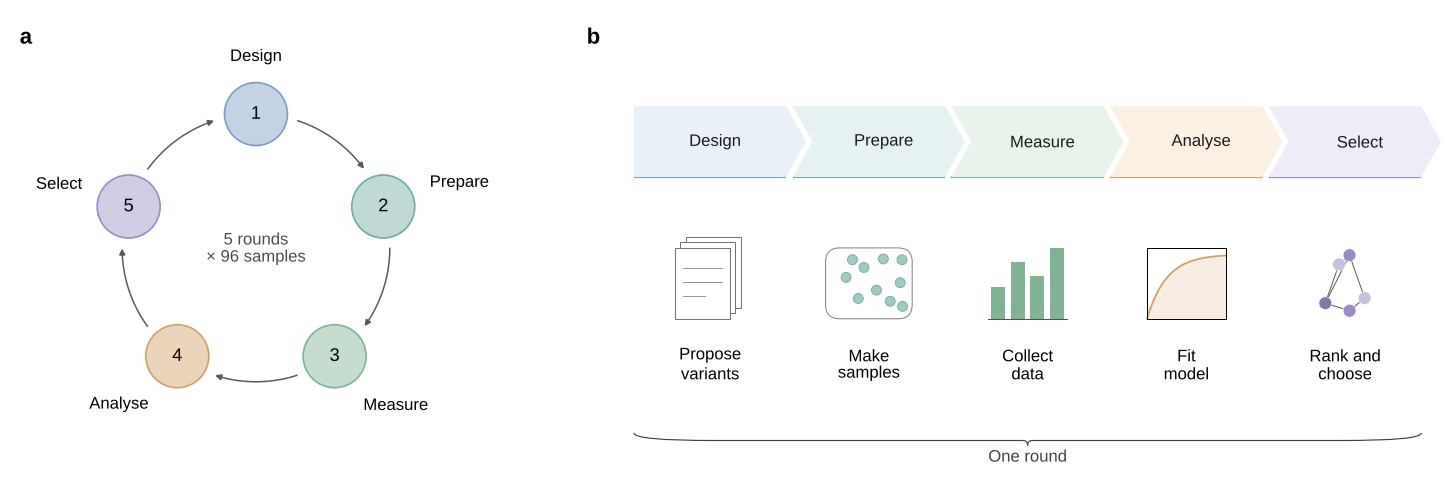 a
Design
1
Prepare
2
Select
5
5 rounds
× 96 samples
4
3
Analyse
Measure
b
Design
Prepare
Measure
Analyse
Select
Propose
variants
Make
samples
Collect
data
Fit
model
Rank and
choose
One round